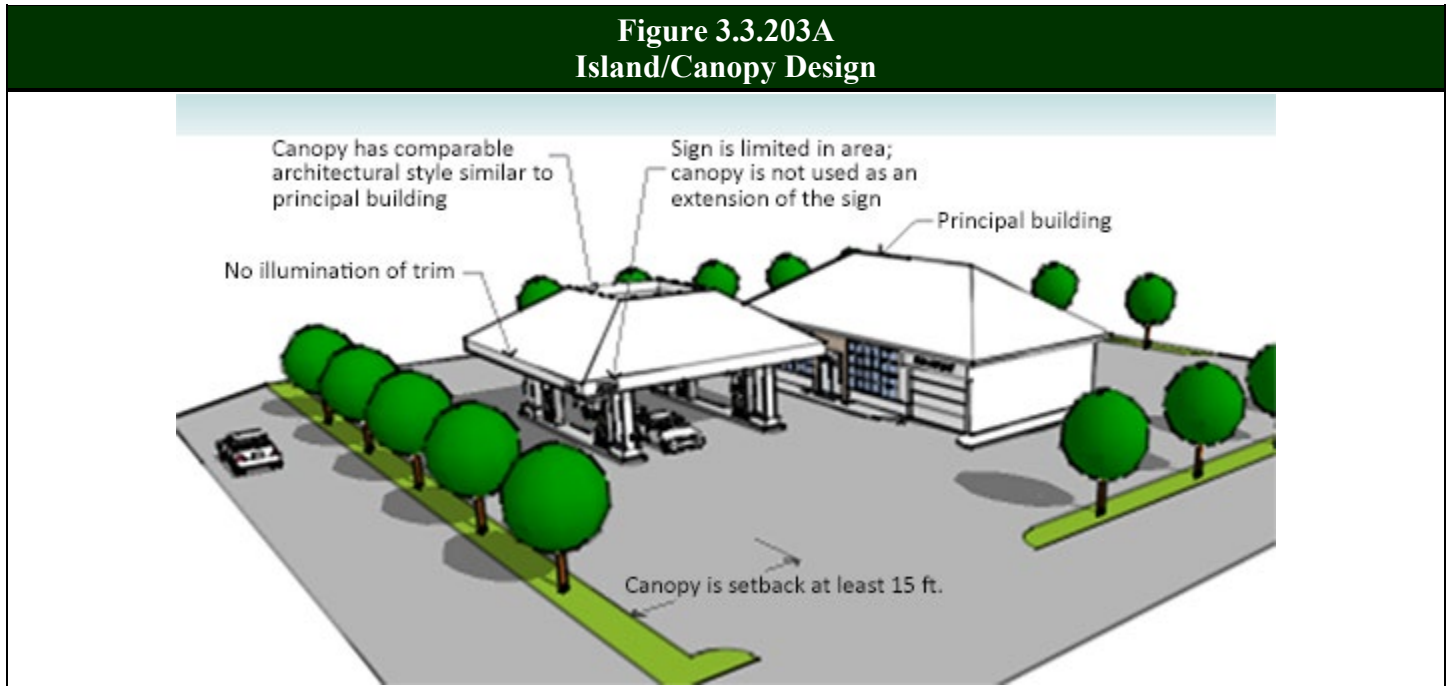 Figure 3.3.203A
Island/Canopy Design
Canopy has comparable
architectural style similar to
principal building
Sign is limited in area;
canopy is not used as an
extension of the sign
Principal building
No illumination of trim
Canopy is setback at least 15 ft.